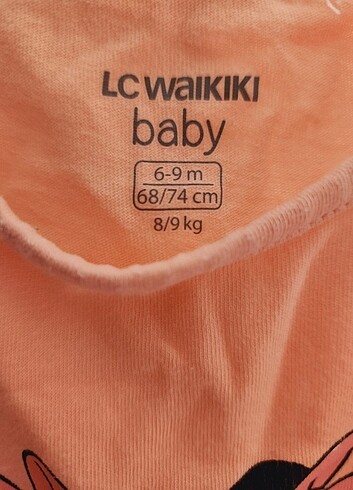 LC WAIKIKI
baby
6-9 m
68/74 cm
8/9 kg